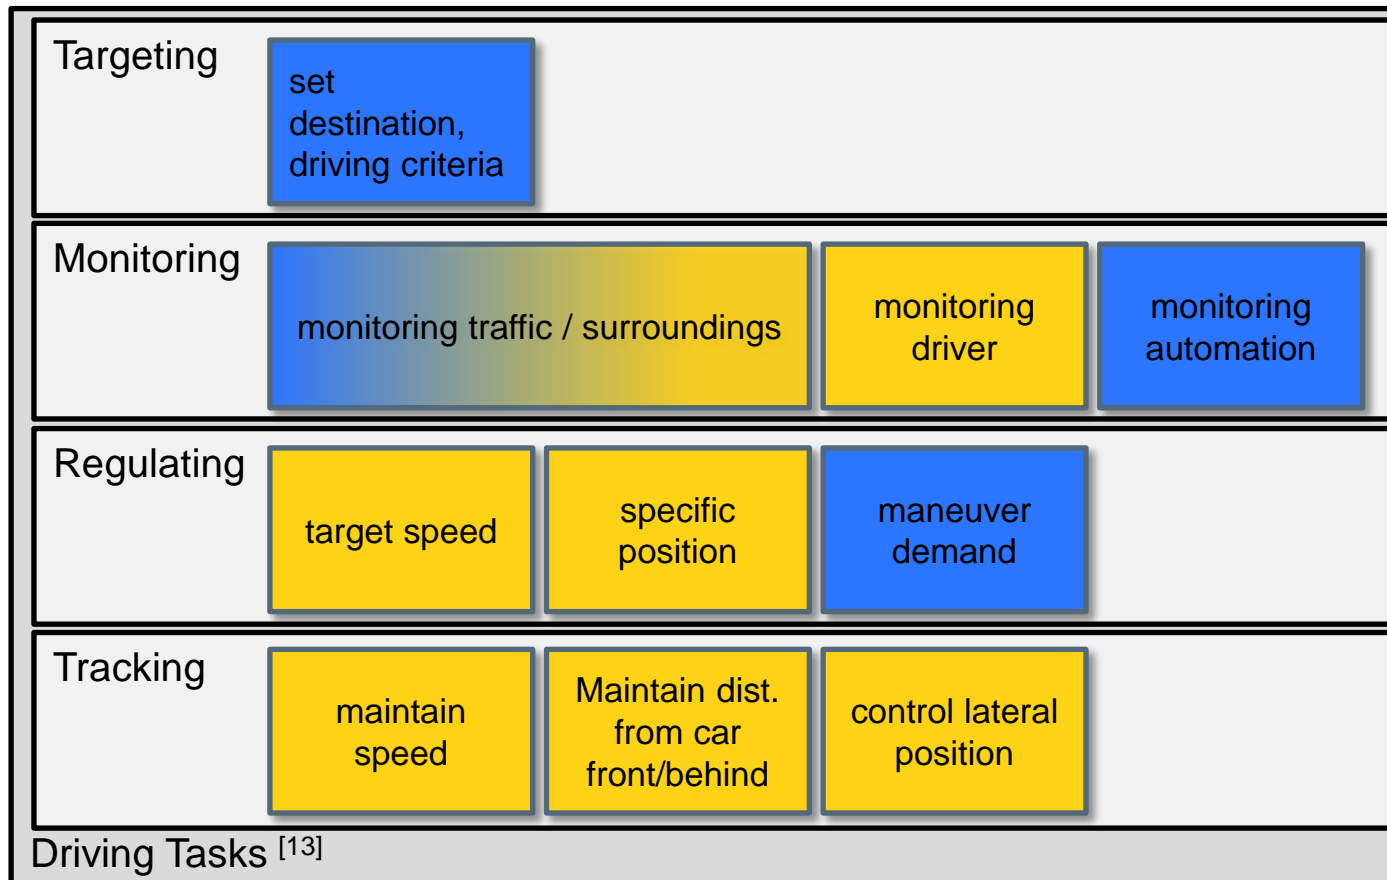 Targeting
set
destination,
driving criteria
Monitoring
monitoring traffic / surroundings
monitoring
driver
monitoring
automation
Regulating
target speed
specific
position
maneuver
demand
Tracking
maintain
speed
Maintain dist.
from car
front/behind
control lateral
position
Driving Tasks [13]